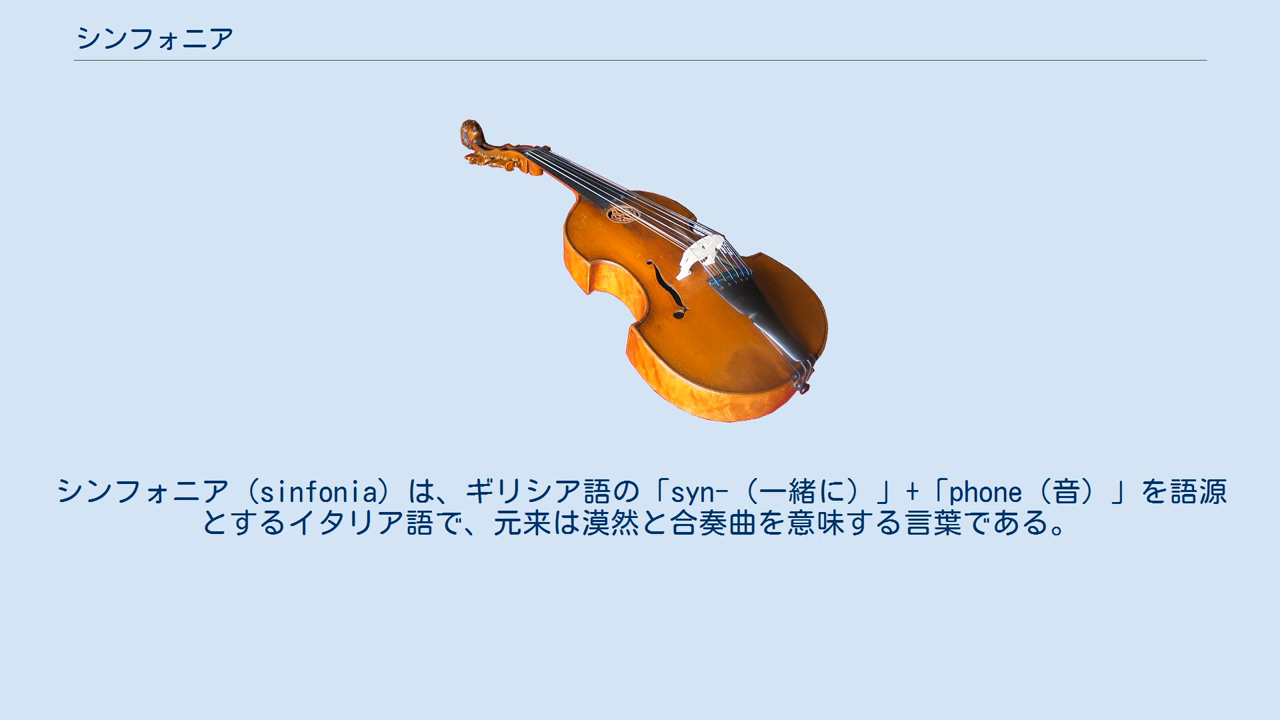 シンフォニア
シンフォニア（sinfonia）は、ギリシア語の「syn-（一緒に）」+「phone（音）」を語源
とするイタリア語で、元来は漠然と合奏曲を意味する言葉である。